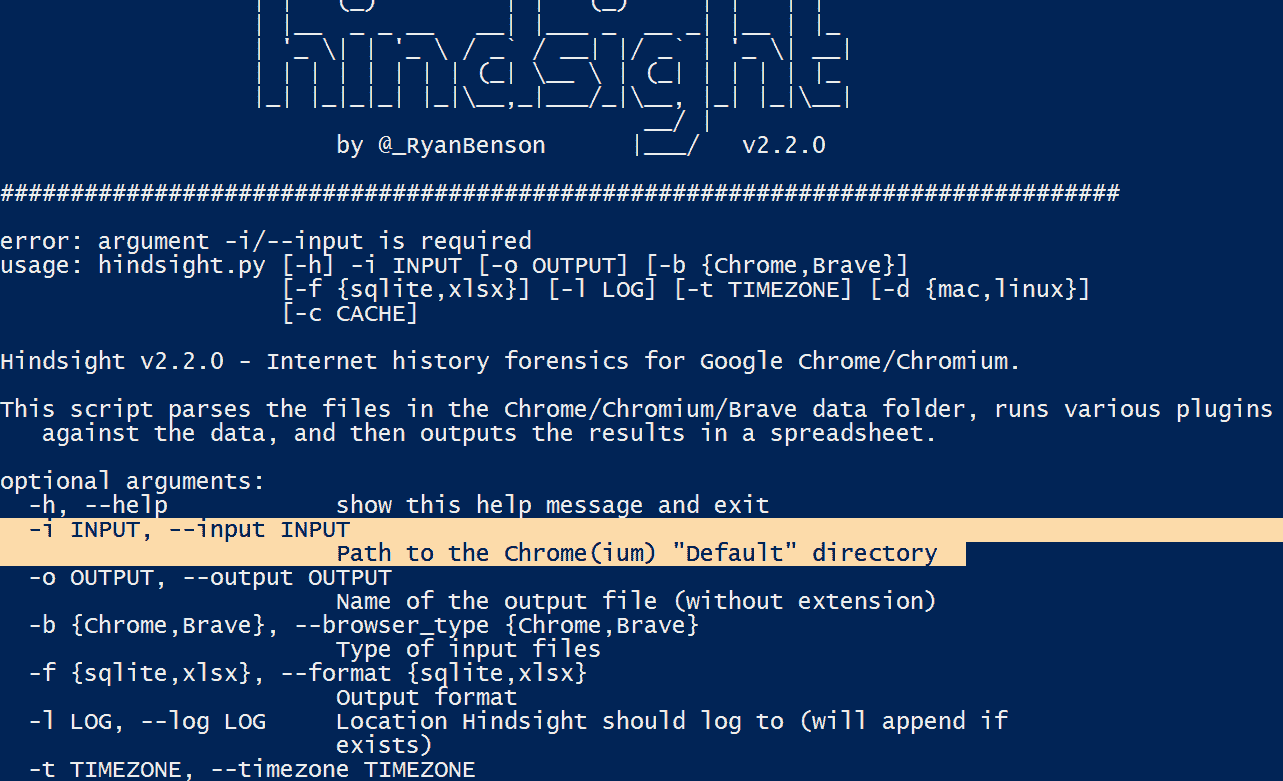 hindsight
by @_RyanBenson v2.2.0
################################################################################
error: argument -i/--input is required
usage: hindsight.py [-h] -i INPUT [-o OUTPUT] [-b {Chrome,Brave}]
[-f {sqlite,xlsx}] [-l LOG] [-t TIMEZONE] [-d {mac,linux}]
[-c CACHE]
Hindsight v2.2.0 - Internet history forensics for Google Chrome/Chromium.
This script parses the files in the Chrome/Chromium/Brave data folder, runs various plugins
against the data, and then outputs the results in a spreadsheet.
optional arguments:
-h, --help show this help message and exit
-i INPUT, --input INPUT
Path to the Chrome(ium) "Default" directory
-o OUTPUT, --output OUTPUT
Name of the output file (without extension)
-b {Chrome,Brave}, --browser_type {Chrome,Brave}
Type of input files
-f {sqlite,xlsx}, --format {sqlite,xlsx}
Output format
-l LOG, --log LOG Location Hindsight should log to (will append if
exists)
-t TIMEZONE, --timezone TIMEZONE